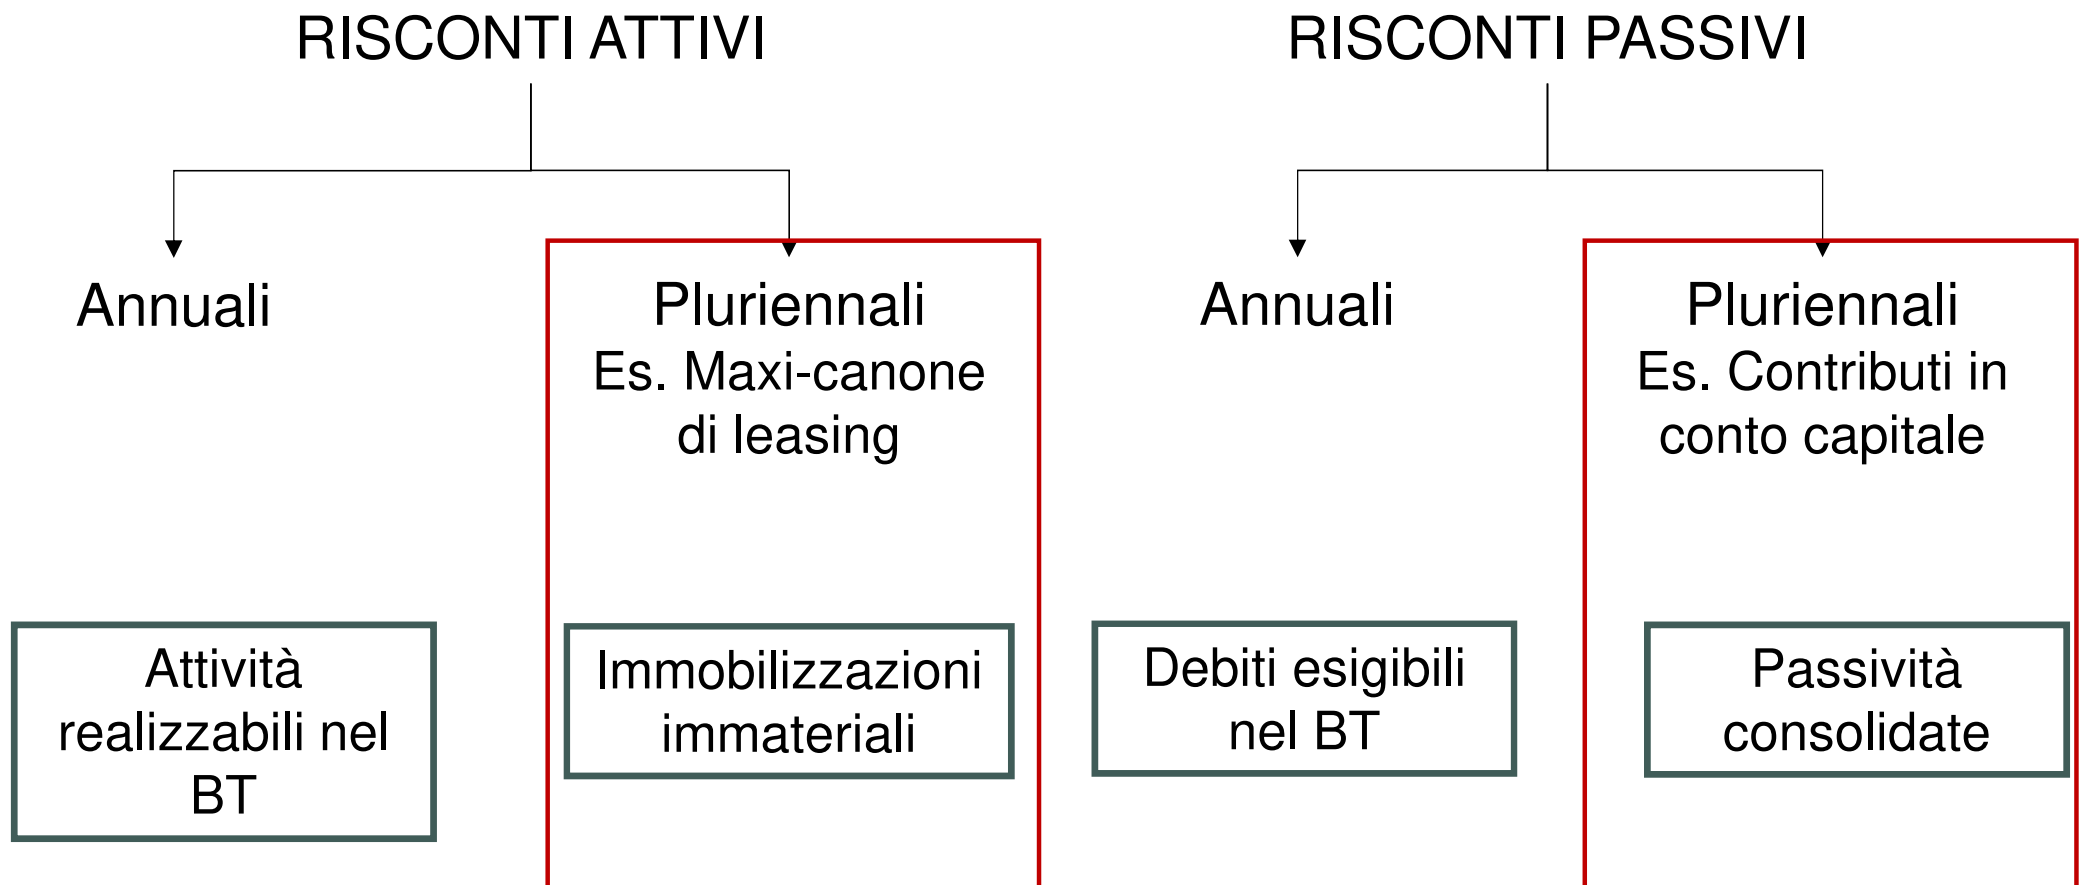 RISCONTI ATTIVI
Annuali
Pluriennali
Es. Maxi-canone
di leasing
Attività
realizzabili nel
BT
Immobilizzazioni
immateriali
RISCONTI PASSIVI
Annuali
Pluriennali
Es. Contributi in
conto capitale
Debiti esigibili
nel BT
Passività
consolidate